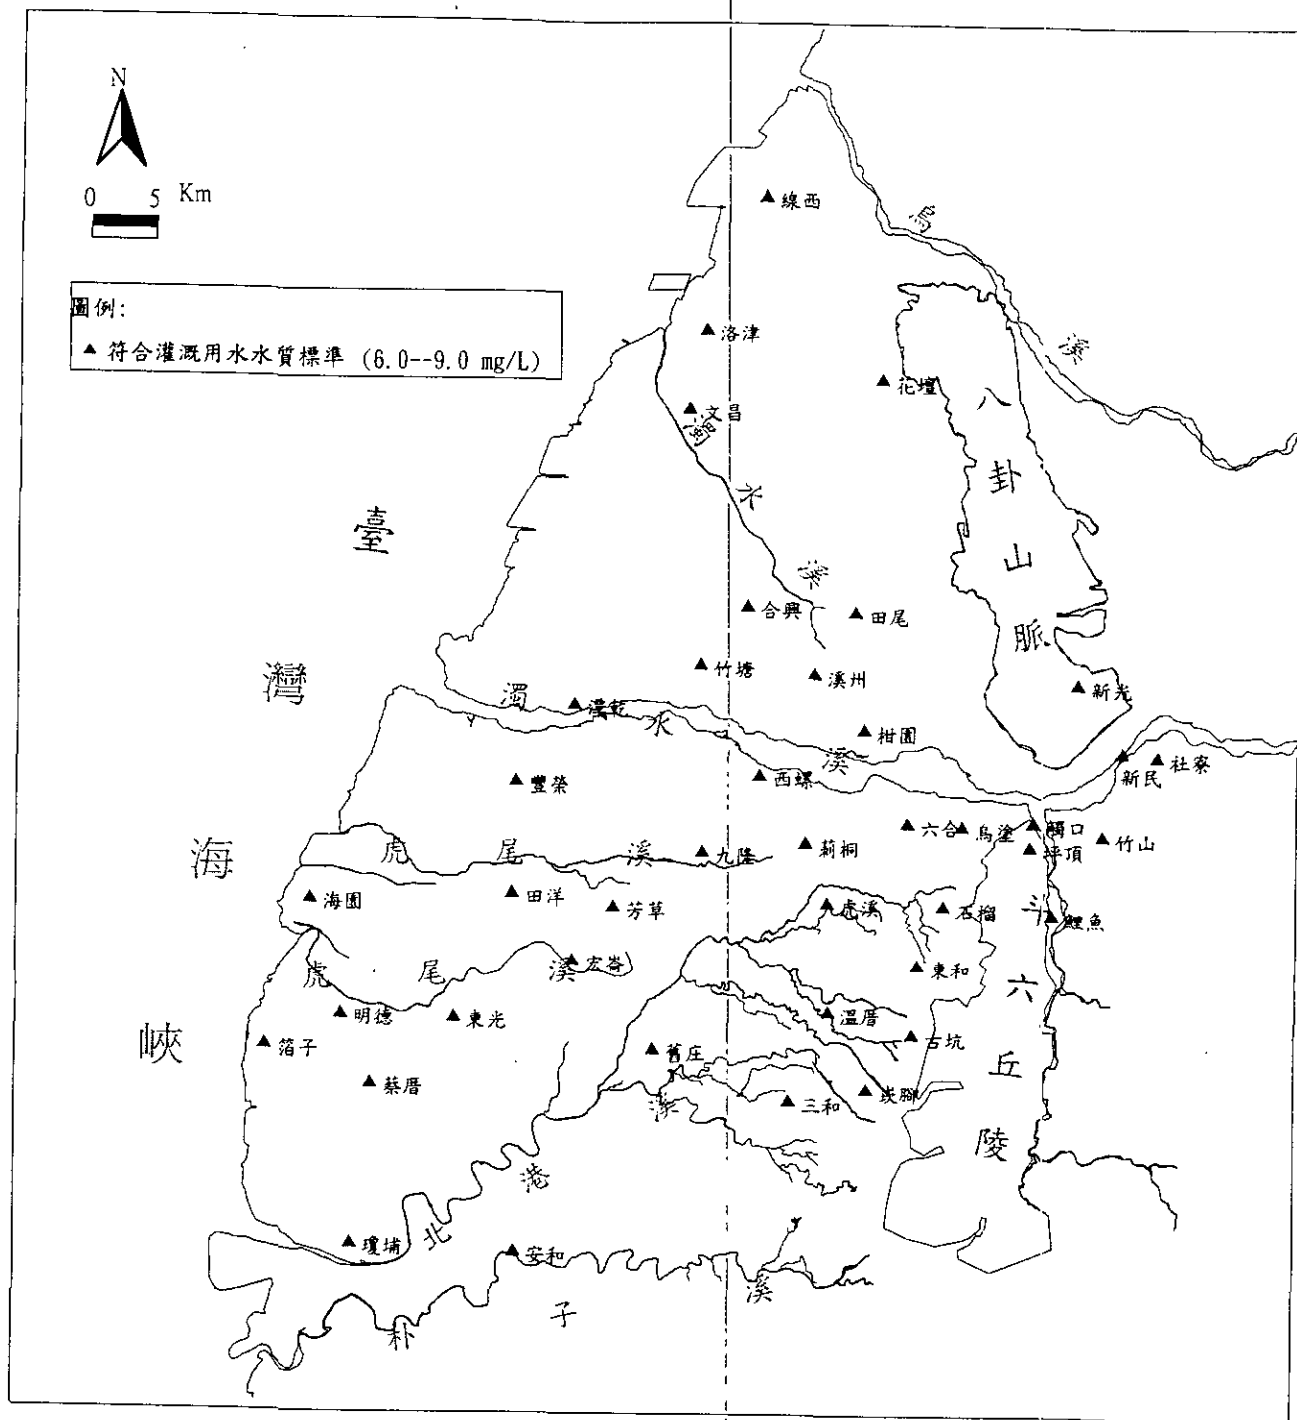 N
0 5 Km
圖例:
▲ 符合灌溉用水水質標準 (6.0--9.0 mg/L)
線西
烏
溪
洛津
花壇
文昌
濁
水
溪
八
卦
山
脈
臺
灣
海
峽
合興
田尾
竹塘
溪州
新光
濁
水
溪
柑園
新民
社寮
豐榮
西螺
六合
烏塗
觸口
坪頂
竹山
虎
尾
溪
九隆
莿桐
海園
田洋
芳草
虎溪
石榴
鯉魚
斗
六
丘
陵
虎
尾
溪
宏崙
東和
明德
東光
溫厝
古坑
箔子
舊庄
蔡厝
崁腳
三和
溪
港
北
瓊埔
安和
朴
子
溪